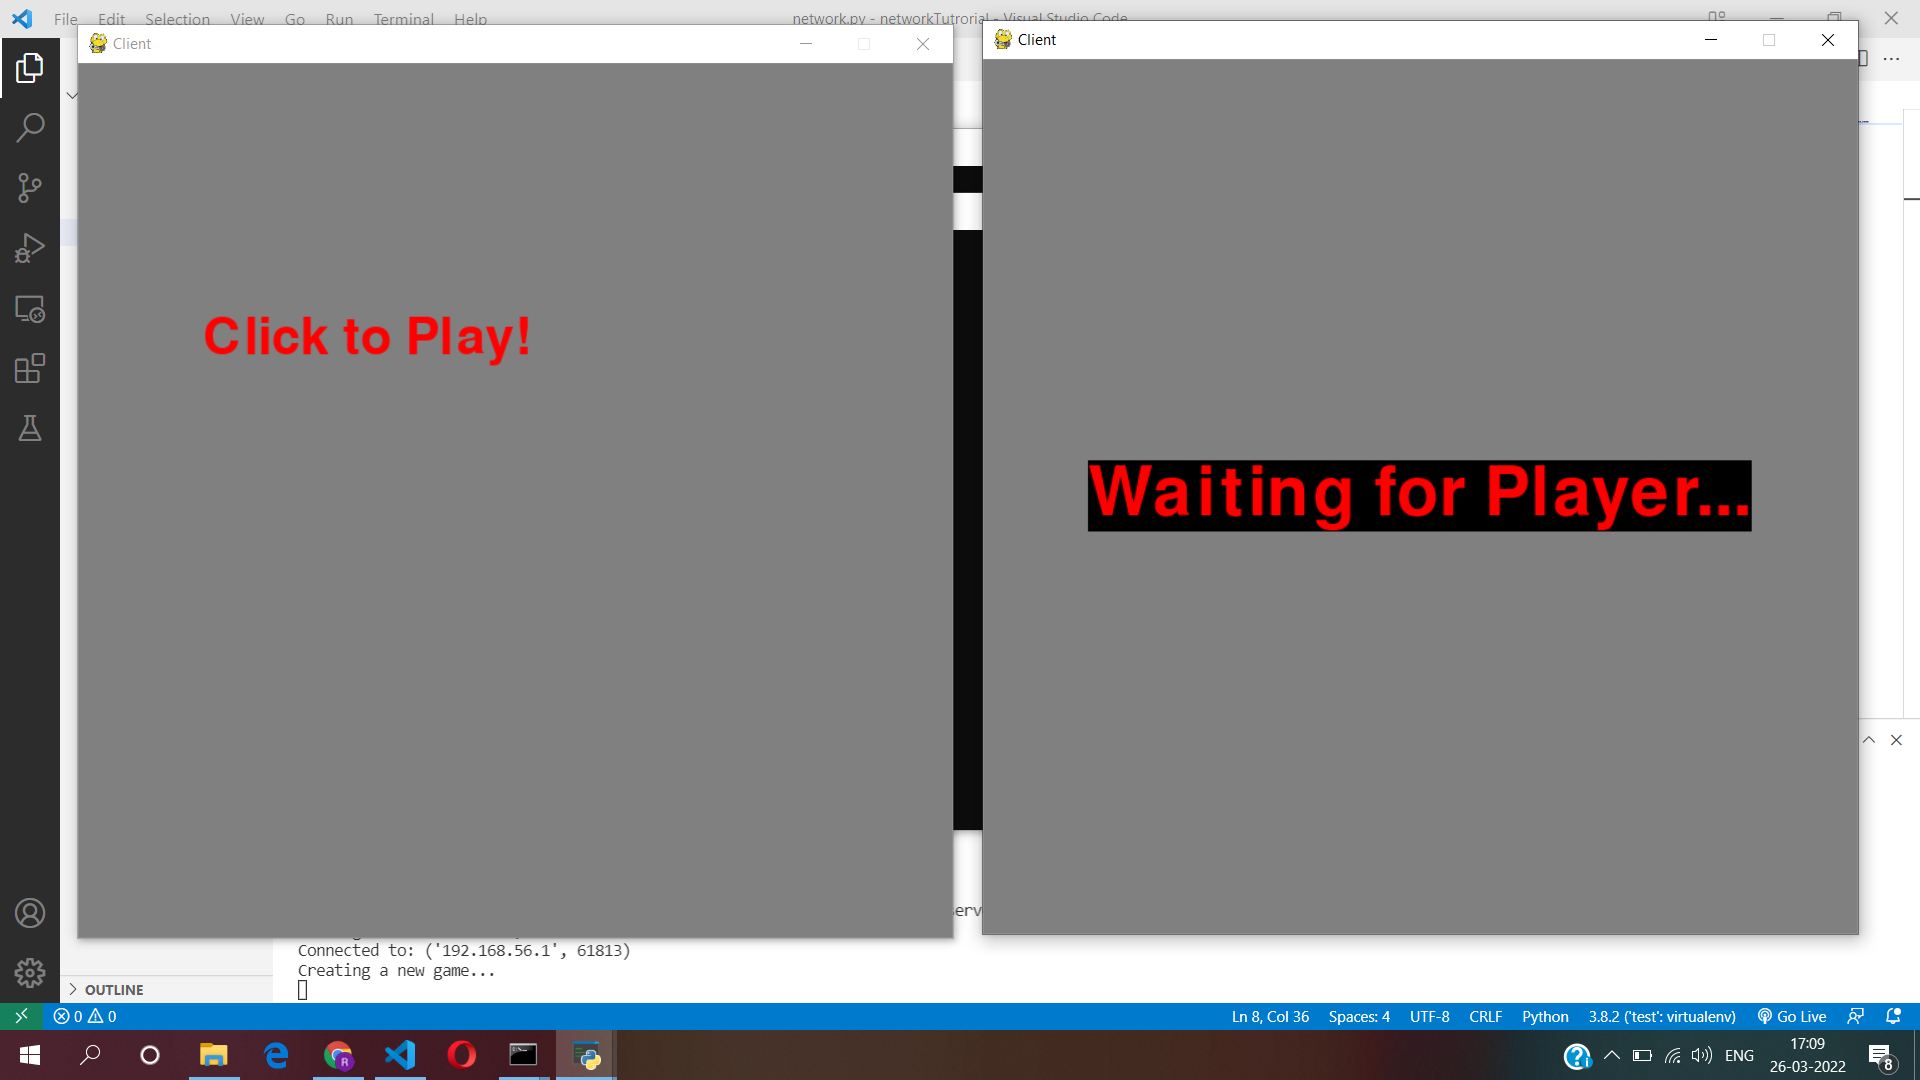 File Edit Selection View Go Run Terminal Help
network.py - networkTutrorial - Visual Studio Code
Client
Client
Click to Play!
Waiting for Player...
serv
Connected to: ('192.168.56.1', 61813)
Creating a new game...
OUTLINE
0 0
Ln 8, Col 36 Spaces: 4 UTF-8 CRLF Python 3.8.2 ('test': virtualenv) Go Live
R
ENG
17:09
26-03-2022
8